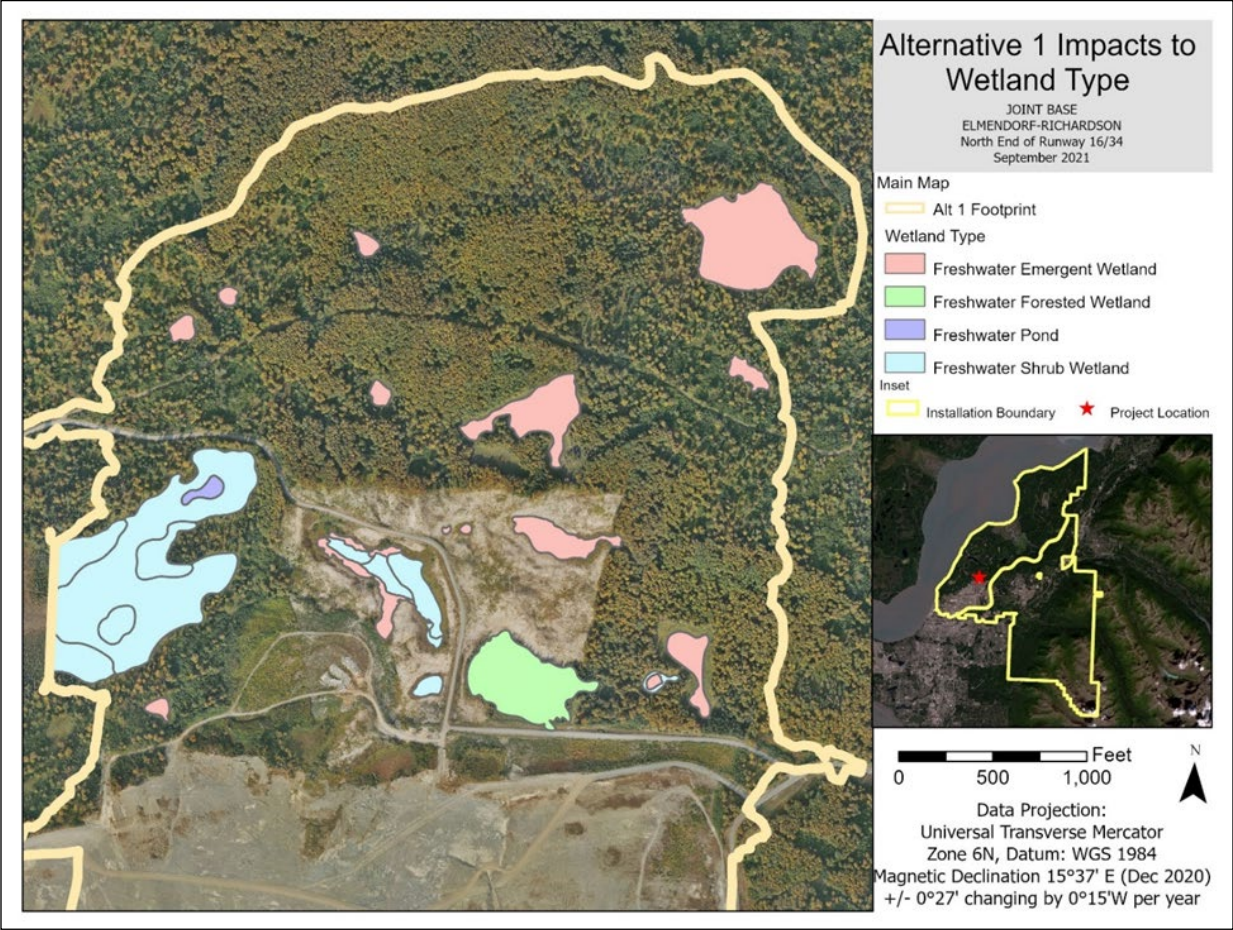 Alternative 1 Impacts to
Wetland Type
JOINT BASE
ELMENDORF-RICHARDSON
North End of Runway 16/34
September 2021
Main Map
Alt 1 Footprint
Wetland Type
Freshwater Emergent Wetland
Freshwater Forested Wetland
Freshwater Pond
Freshwater Shrub Wetland
Inset
Installation Boundary
Project Location
Feet
0 500 1,000
N
Data Projection:
Universal Transverse Mercator
Zone 6N, Datum: WGS 1984
Magnetic Declination 15°37' E (Dec 2020)
+/- 0°27' changing by 0°15'W per year